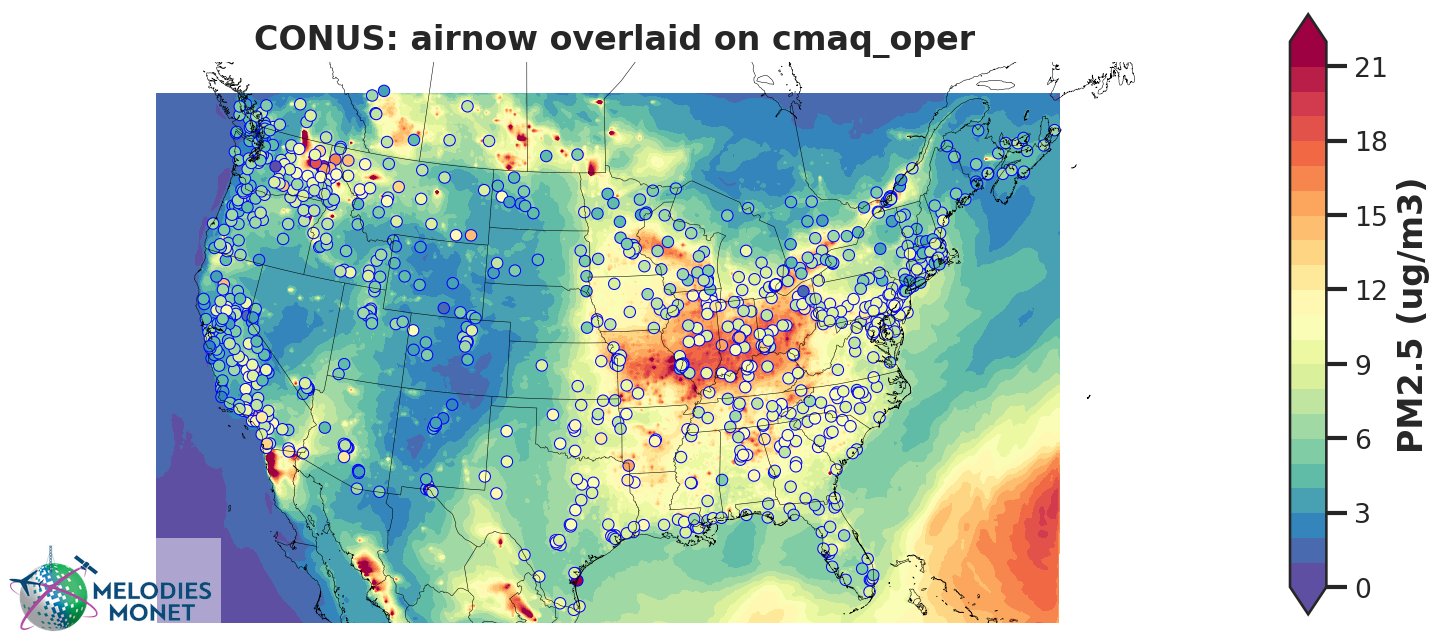 CONUS: airnow overlaid on cmaq_oper
21
18
15
12
9
6
3
0
PM2.5 (ug/m3)
MELODIES
MONET